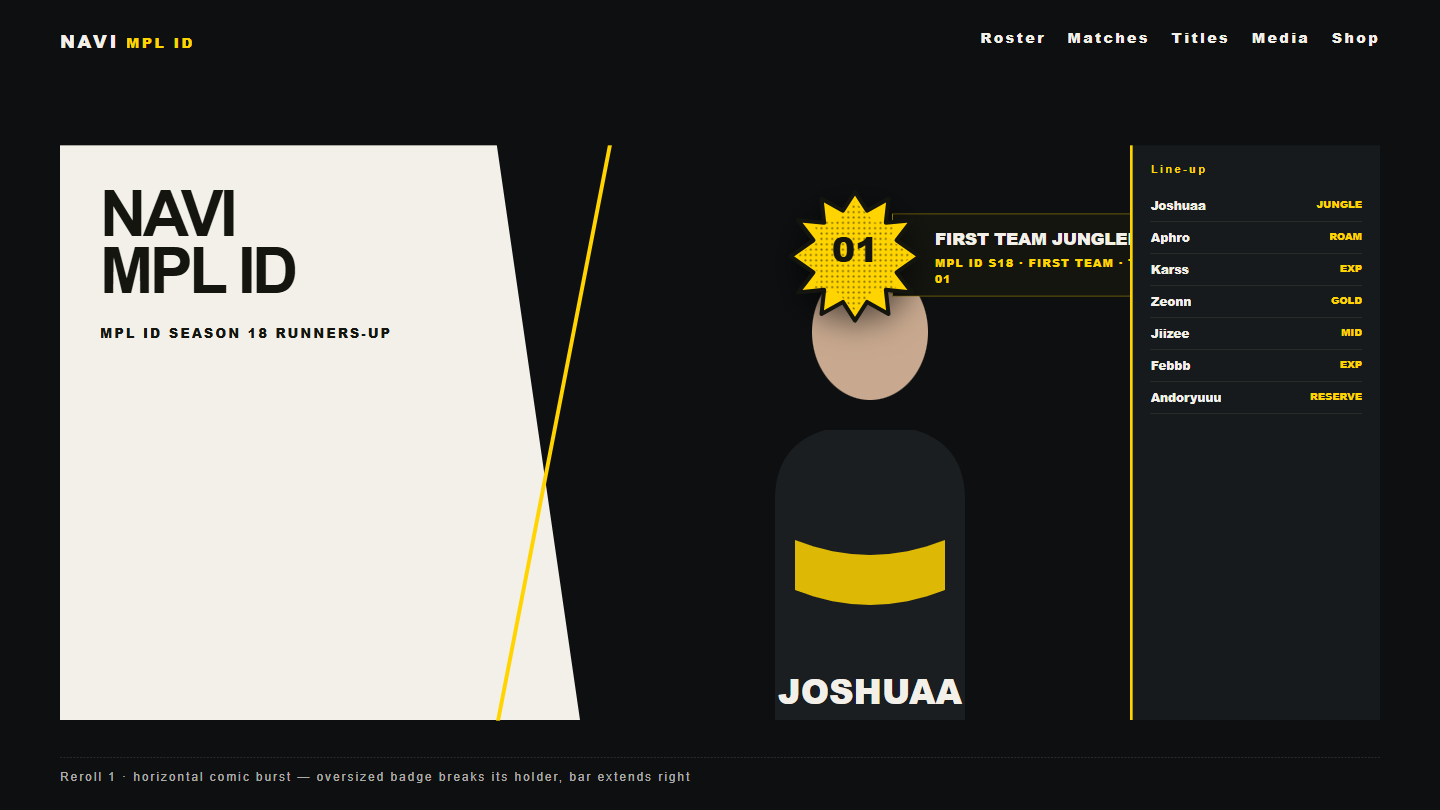 NAVI MPL ID
Roster Matches Titles Media Shop
NAVI
MPL ID
MPL ID SEASON 18 RUNNERS-UP
01
FIRST TEAM JUNGLE
MPL ID S18 · FIRST TEAM ·
01
JOSHUAA
Line-up
Joshuaa JUNGLE
Aphro ROAM
Karss EXP
Zeonn GOLD
Jiizee MID
Febbb EXP
Andoryuuu RESERVE
Reroll 1 · horizontal comic burst — oversized badge breaks its holder, bar extends right